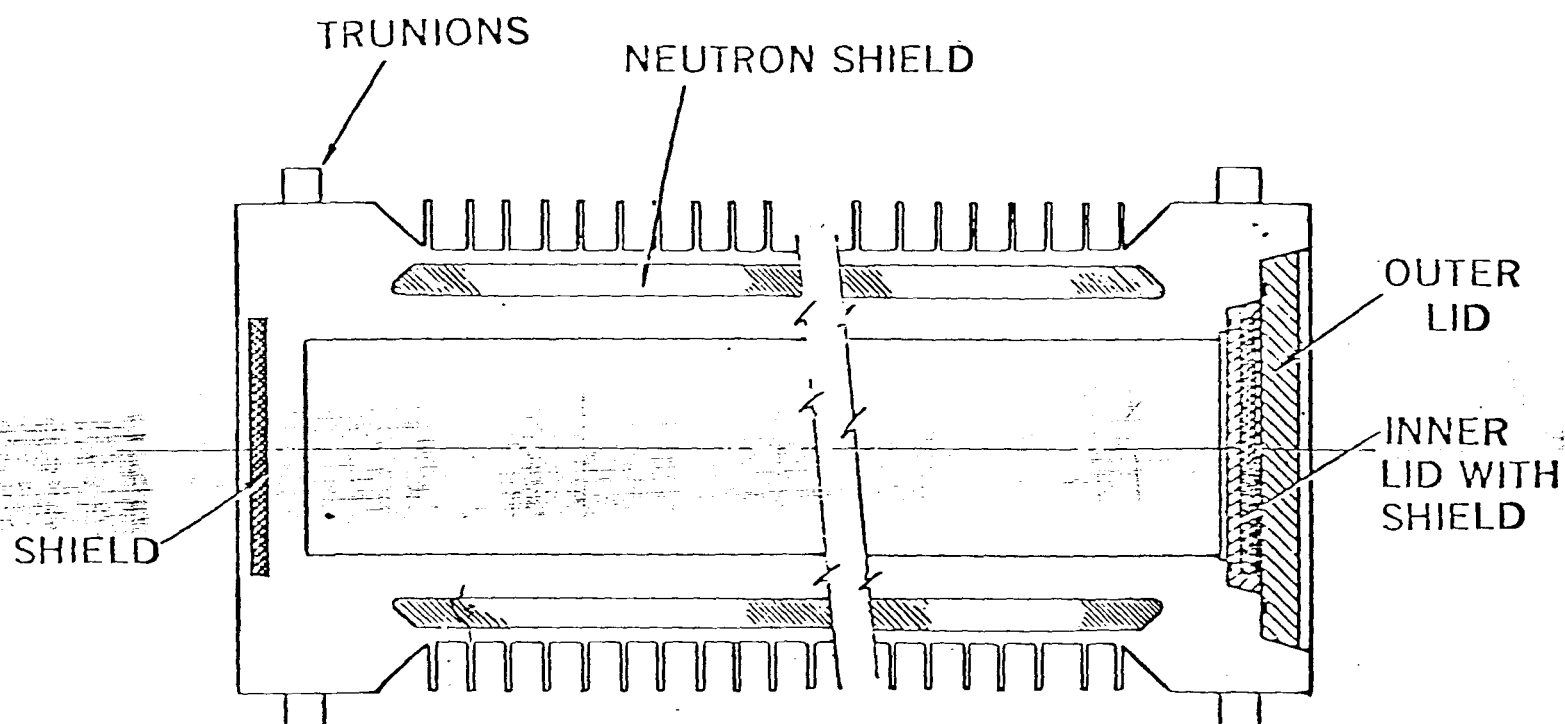 TRUNIONS
NEUTRON SHIELD
OUTER
LID
INNER
LID WITH
SHIELD
SHIELD